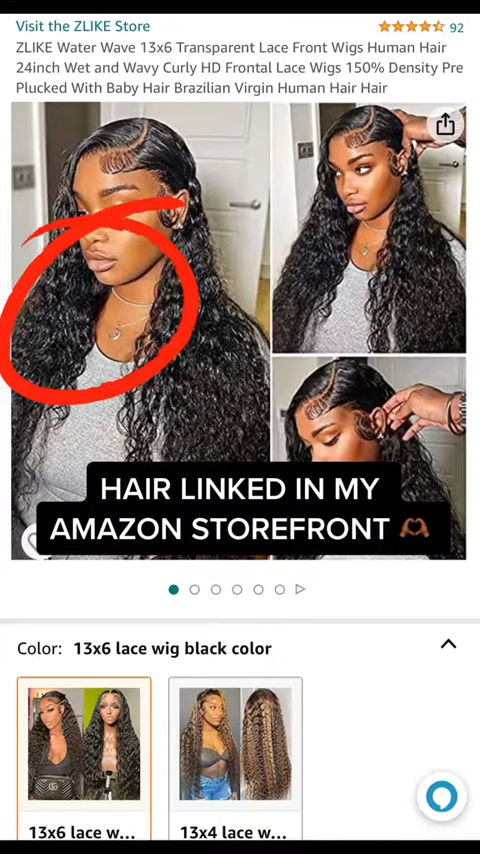 Visit the ZLIKE Store
92
ZLIKE Water Wave 13x6 Transparent Lace Front Wigs Human Hair
24inch Wet and Wavy Curly HD Frontal Lace Wigs 150% Density Pre
Plucked With Baby Hair Brazilian Virgin Human Hair Hair
HAIR LINKED IN MY
AMAZON STOREFRONT 🫶🏾
Color: 13x6 lace wig black color
13x6 lace w...
13x4 lace w...